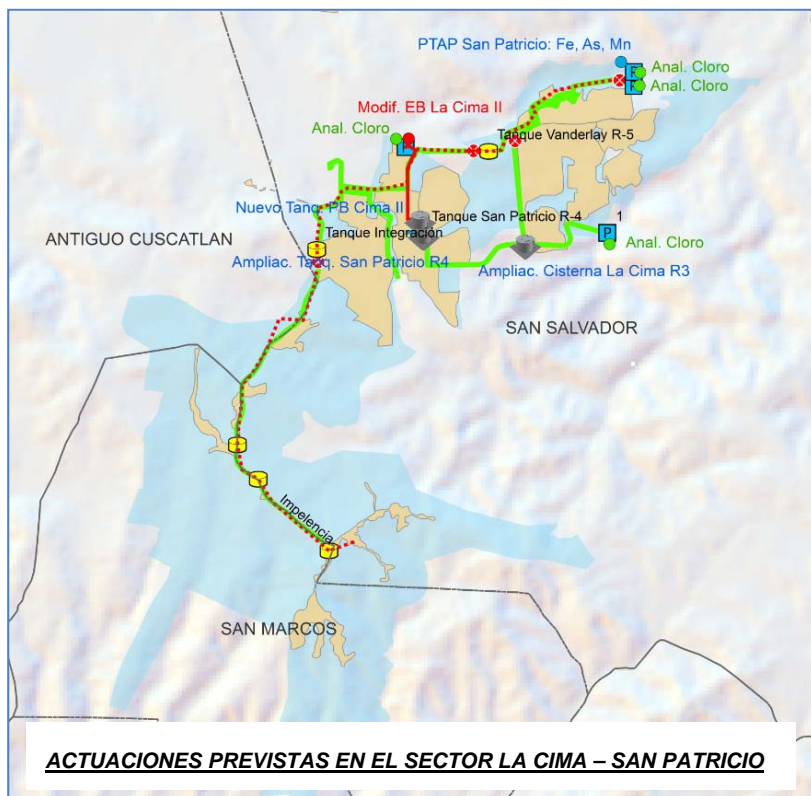 PTAP San Patricio: Fe, As, Mn
P
Anal. Cloro
P
Anal. Cloro
Modif. EB La Cima II
Anal. Cloro
P
Tanque Vanderlay R-5
Nuevo Tanq. PB Cima II
Tanque San Patricio R-4
1
Tanque Integración
P
ANTIGUO CUSCATLAN
Anal. Cloro
Ampliac. Tanq. San Patricio R4
Ampliac. Cisterna La Cima R3
SAN SALVADOR
Impelencia
SAN MARCOS
ACTUACIONES PREVISTAS EN EL SECTOR LA CIMA – SAN PATRICIO